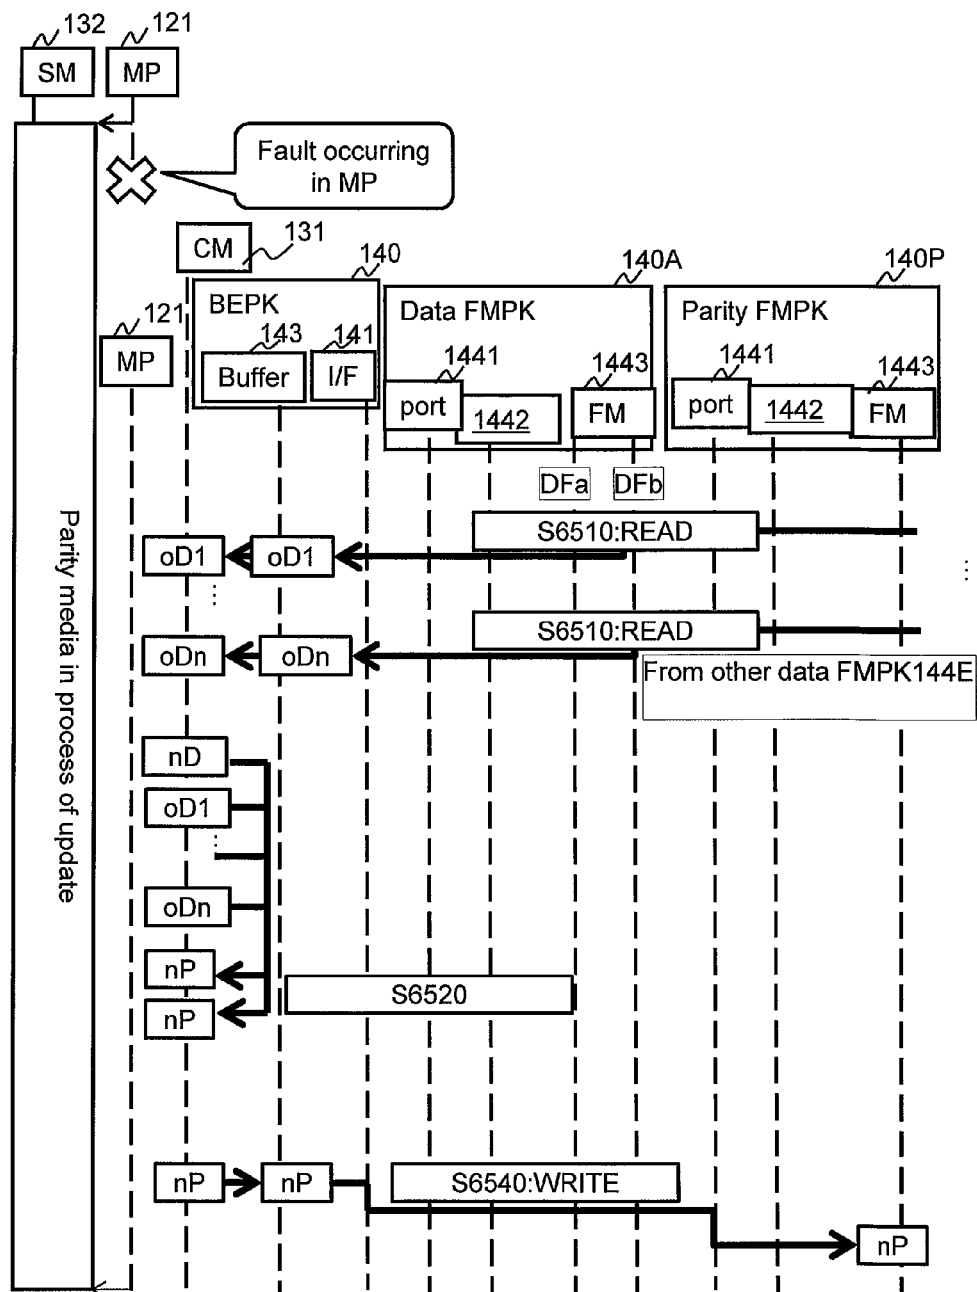 132
121
SM
MP
Fault occurring
in MP
CM
131
140
140A
140P
BEPK
Data FMPK
Parity FMPK
121
143
141
1441
1443
1441
1443
MP
Buffer
I/F
port
1442
FM
port
1442
FM
DFa
DFb
Parity media in process of update
S6510:READ
oD1
oD1
...
...
S6510:READ
oDn
oDn
From other data FMPK144E
nD
oD1
...
oDn
nP
S6520
nP
nP
nP
S6540:WRITE
nP